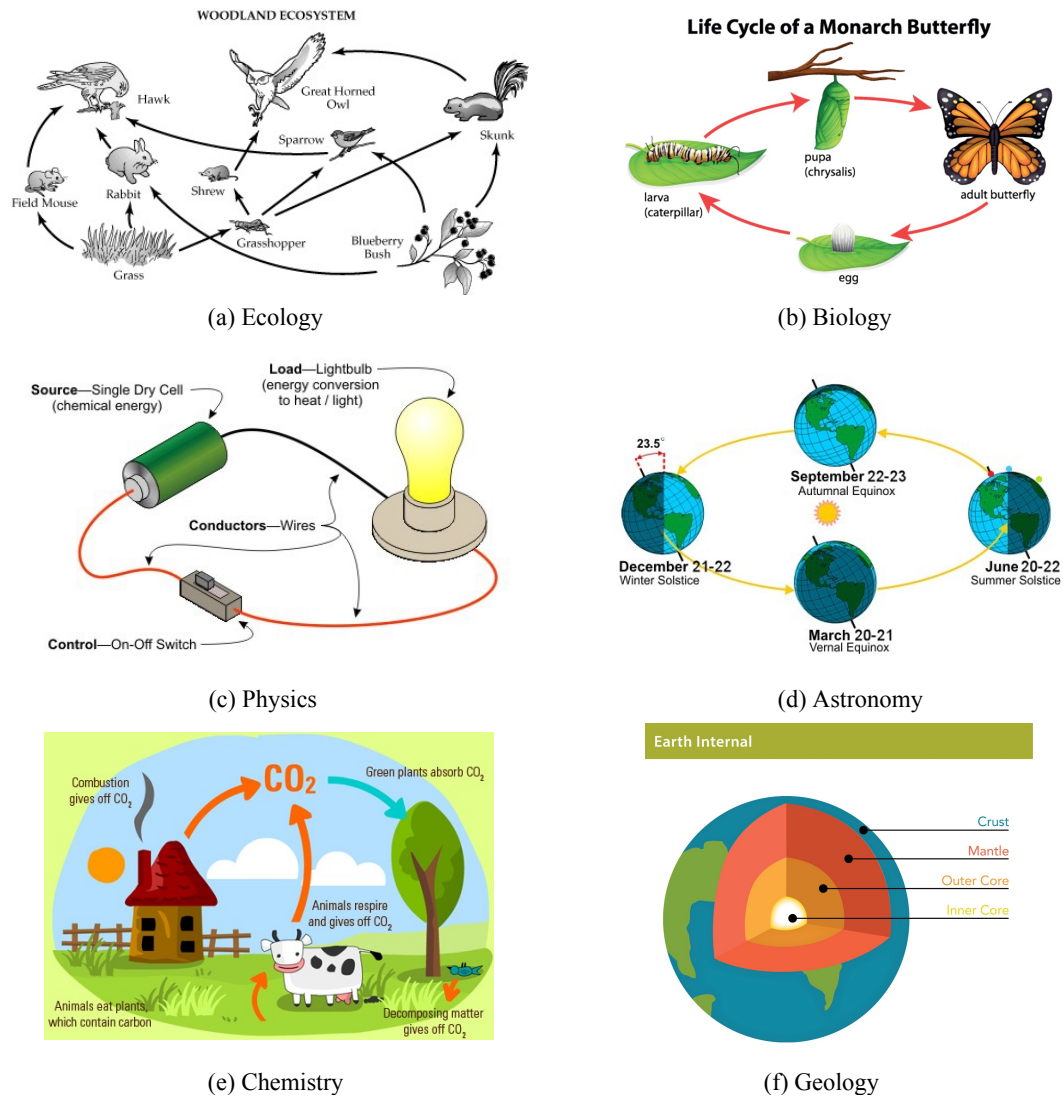 WOODLAND ECOSYSTEM
Hawk
Great Horned
Owl
Sparrow
Skunk
Field Mouse
Rabbit
Shrew
Grasshopper
Blueberry
Bush
Grass
(a) Ecology
Life Cycle of a Monarch Butterfly
pupa
(chrysalis)
larva
(caterpillar)
adult butterfly
egg
(b) Biology
Source—Single Dry Cell
(chemical energy)
Load—Lightbulb
(energy conversion
to heat / light)
Conductors—Wires
Control—On-Off Switch
(c) Physics
23.5°
September 22-23
Autumnal Equinox
December 21-22
Winter Solstice
June 20-22
Summer Solstice
March 20-21
Vernal Equinox
(d) Astronomy
Combustion
gives off CO₂
CO₂
Green plants absorb CO₂
Animals respire
and gives off CO₂
Animals eat plants,
which contain carbon
Decomposing matter
gives off CO₂
(e) Chemistry
Earth Internal
Crust
Mantle
Outer Core
Inner Core
(f) Geology